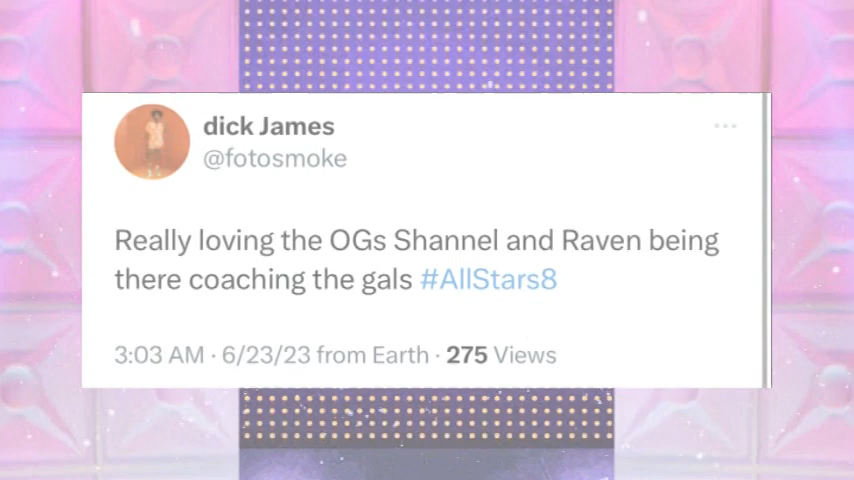 dick James
@fotosmoke
Really loving the OGs Shannel and Raven being
there coaching the gals #AllStars8
3:03 AM · 6/23/23 from Earth · 275 Views